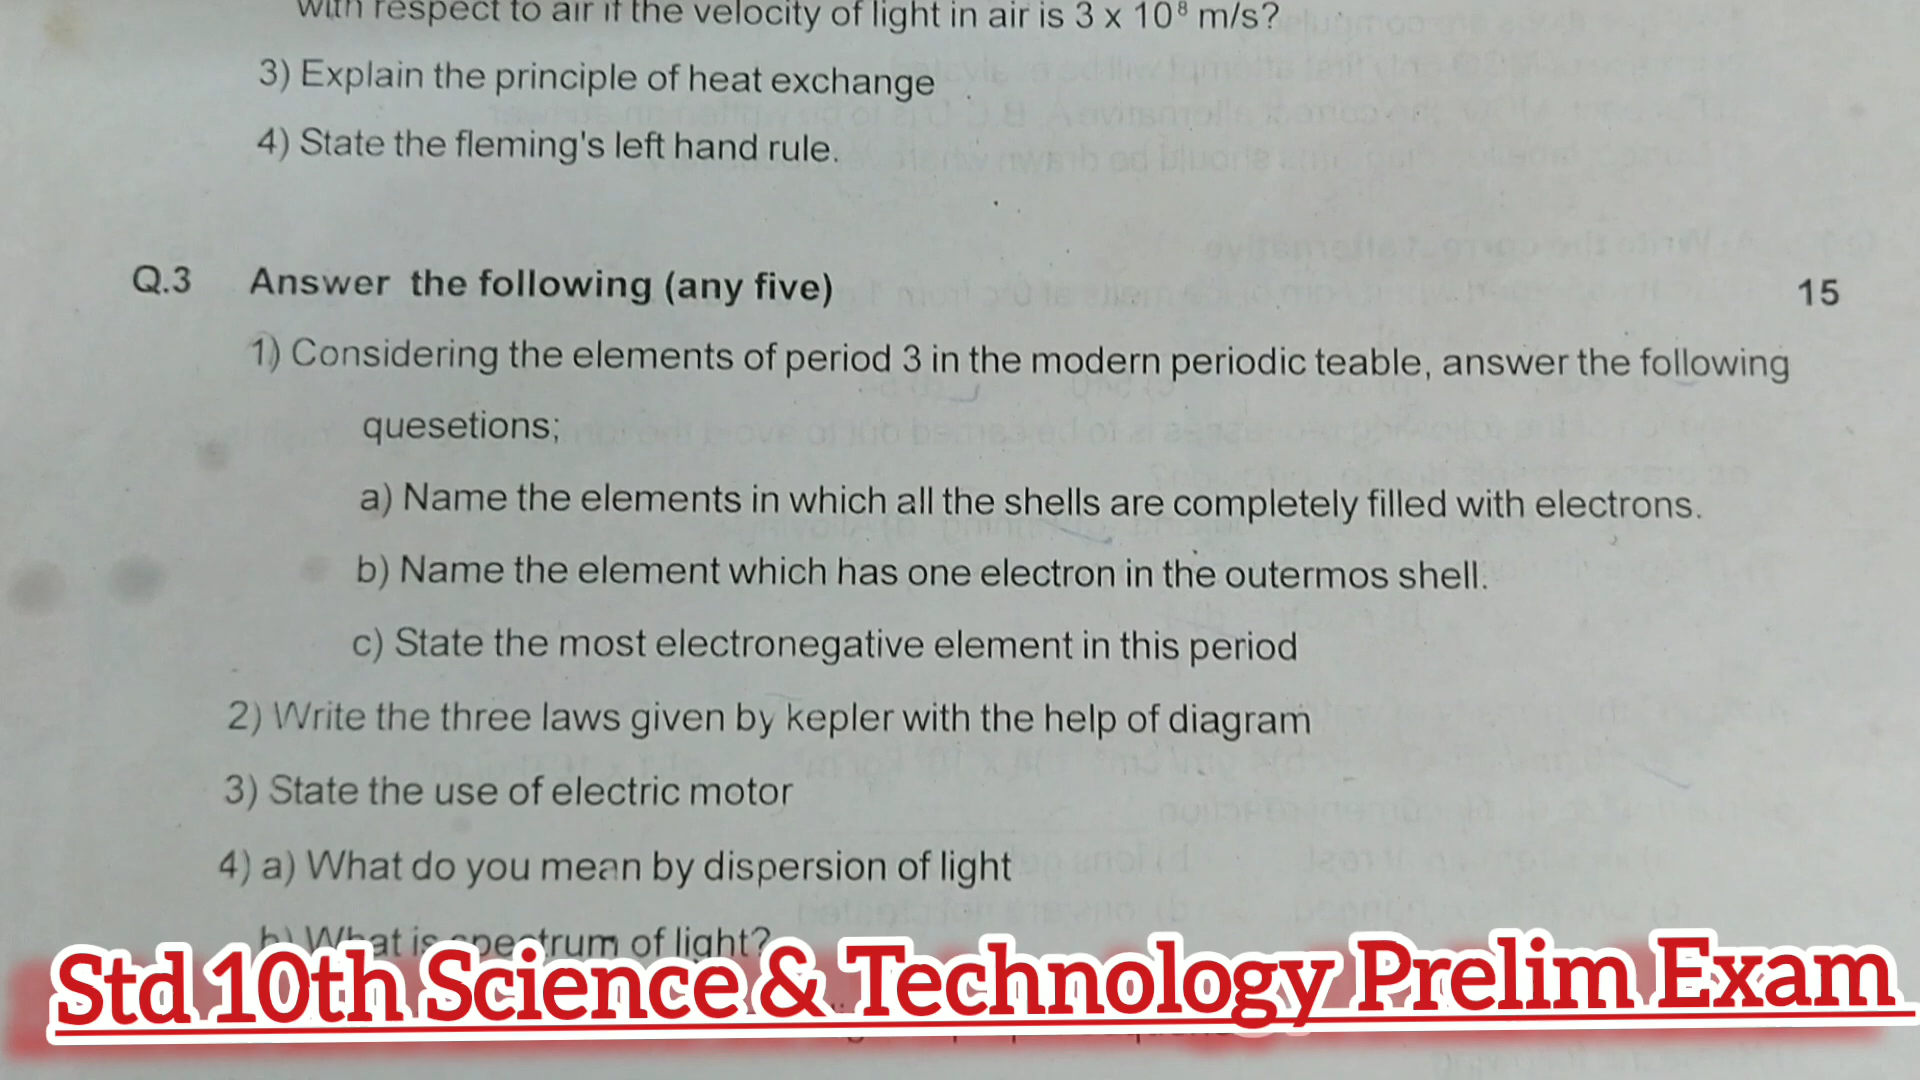 with respect to air if the velocity of light in air is 3 x 10⁸ m/s?
3) Explain the principle of heat exchange
4) State the fleming's left hand rule.
Q.3 Answer the following (any five) 15
1) Considering the elements of period 3 in the modern periodic teable, answer the following
quesetions;
a) Name the elements in which all the shells are completely filled with electrons.
b) Name the element which has one electron in the outermos shell.
c) State the most electronegative element in this period
2) Write the three laws given by kepler with the help of diagram
3) State the use of electric motor
4) a) What do you mean by dispersion of light
b) What is spectrum of light?
Std 10th Science & Technology Prelim Exam